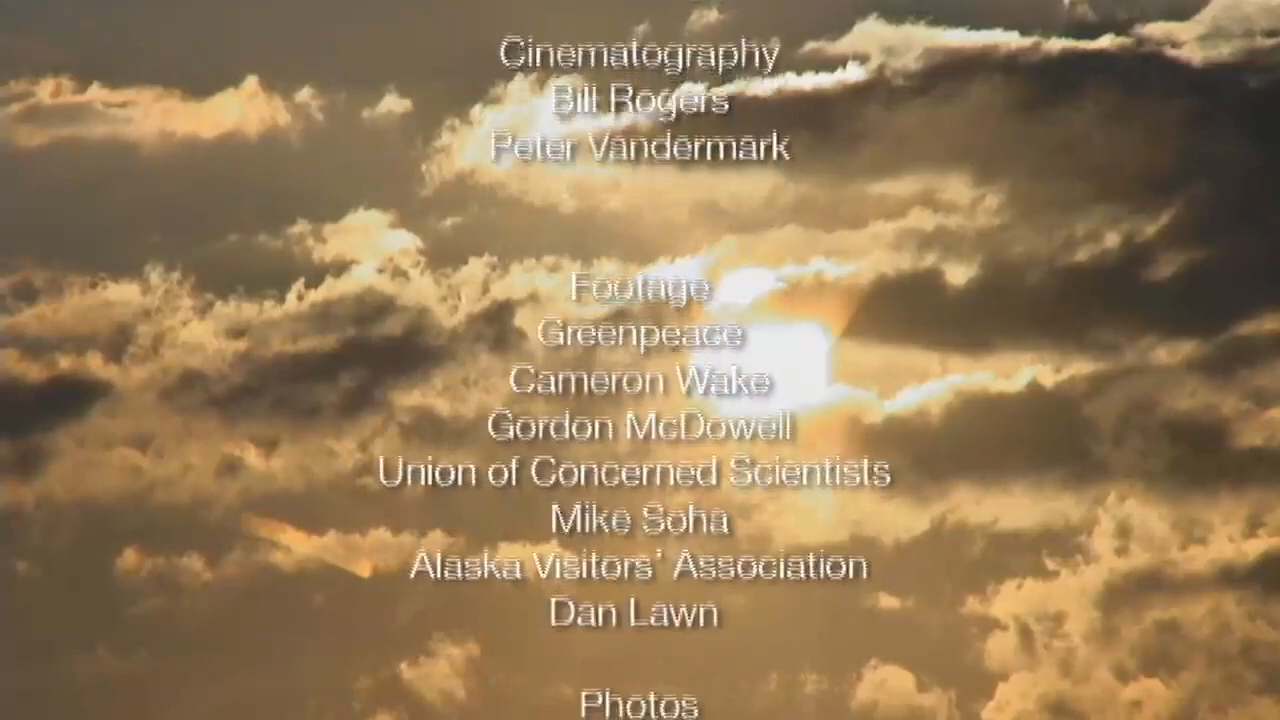 Cinematography
Bill Rogers
Peter Vandermark
Footage
Greenpeace
Cameron Wake
Gordon McDowell
Union of Concerned Scientists
Mike Soha
Alaska Visitors' Association
Dan Lawn
Photos